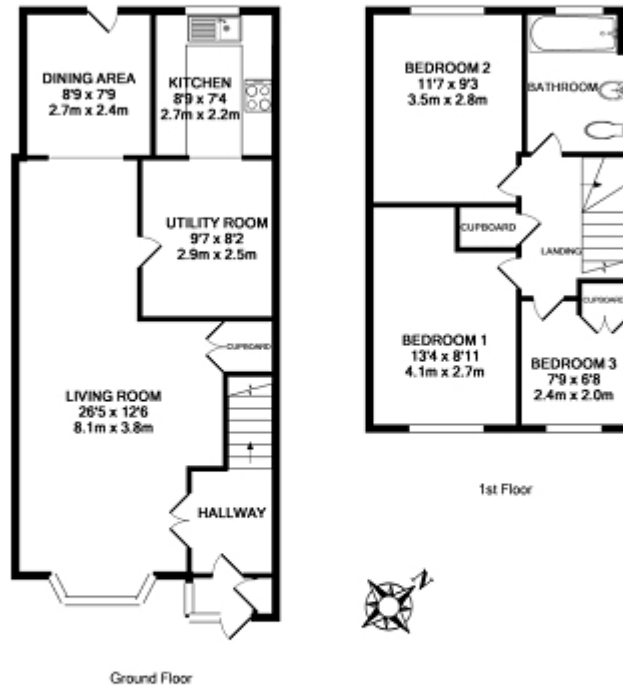 DINING AREA
8'9 x 7'9
2.7m x 2.4m
KITCHEN
8'9 x 7'4
2.7m x 2.2m
UTILITY ROOM
9'7 x 8'2
2.9m x 2.5m
CUPBOARD
LIVING ROOM
26'5 x 12'6
8.1m x 3.8m
HALLWAY
Ground Floor
BEDROOM 2
11'7 x 9'3
3.5m x 2.8m
BATHROOM
CUPBOARD
LANDING
CUPBOARD
BEDROOM 1
13'4 x 8'11
4.1m x 2.7m
BEDROOM 3
7'9 x 6'8
2.4m x 2.0m
1st Floor
N